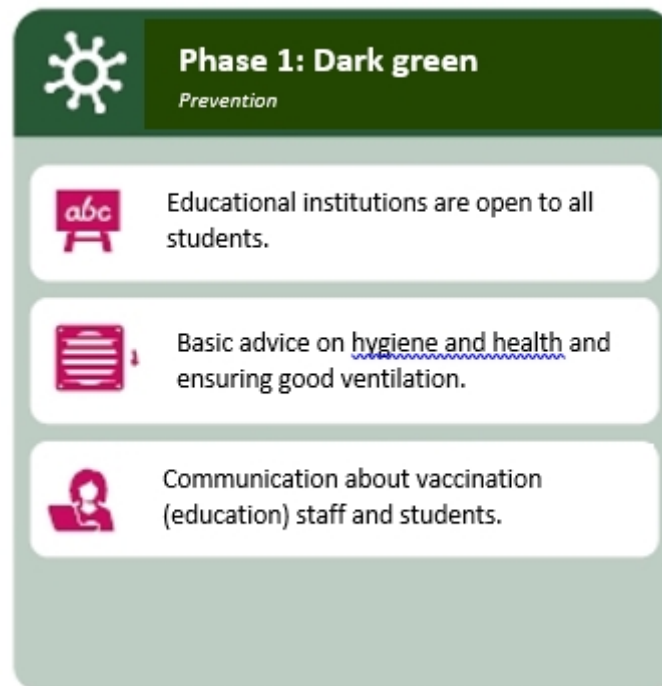 Phase 1: Dark green
Prevention
abc
Educational institutions are open to all
students.
Basic advice on hygiene and health and
ensuring good ventilation.
Communication about vaccination
(education) staff and students.